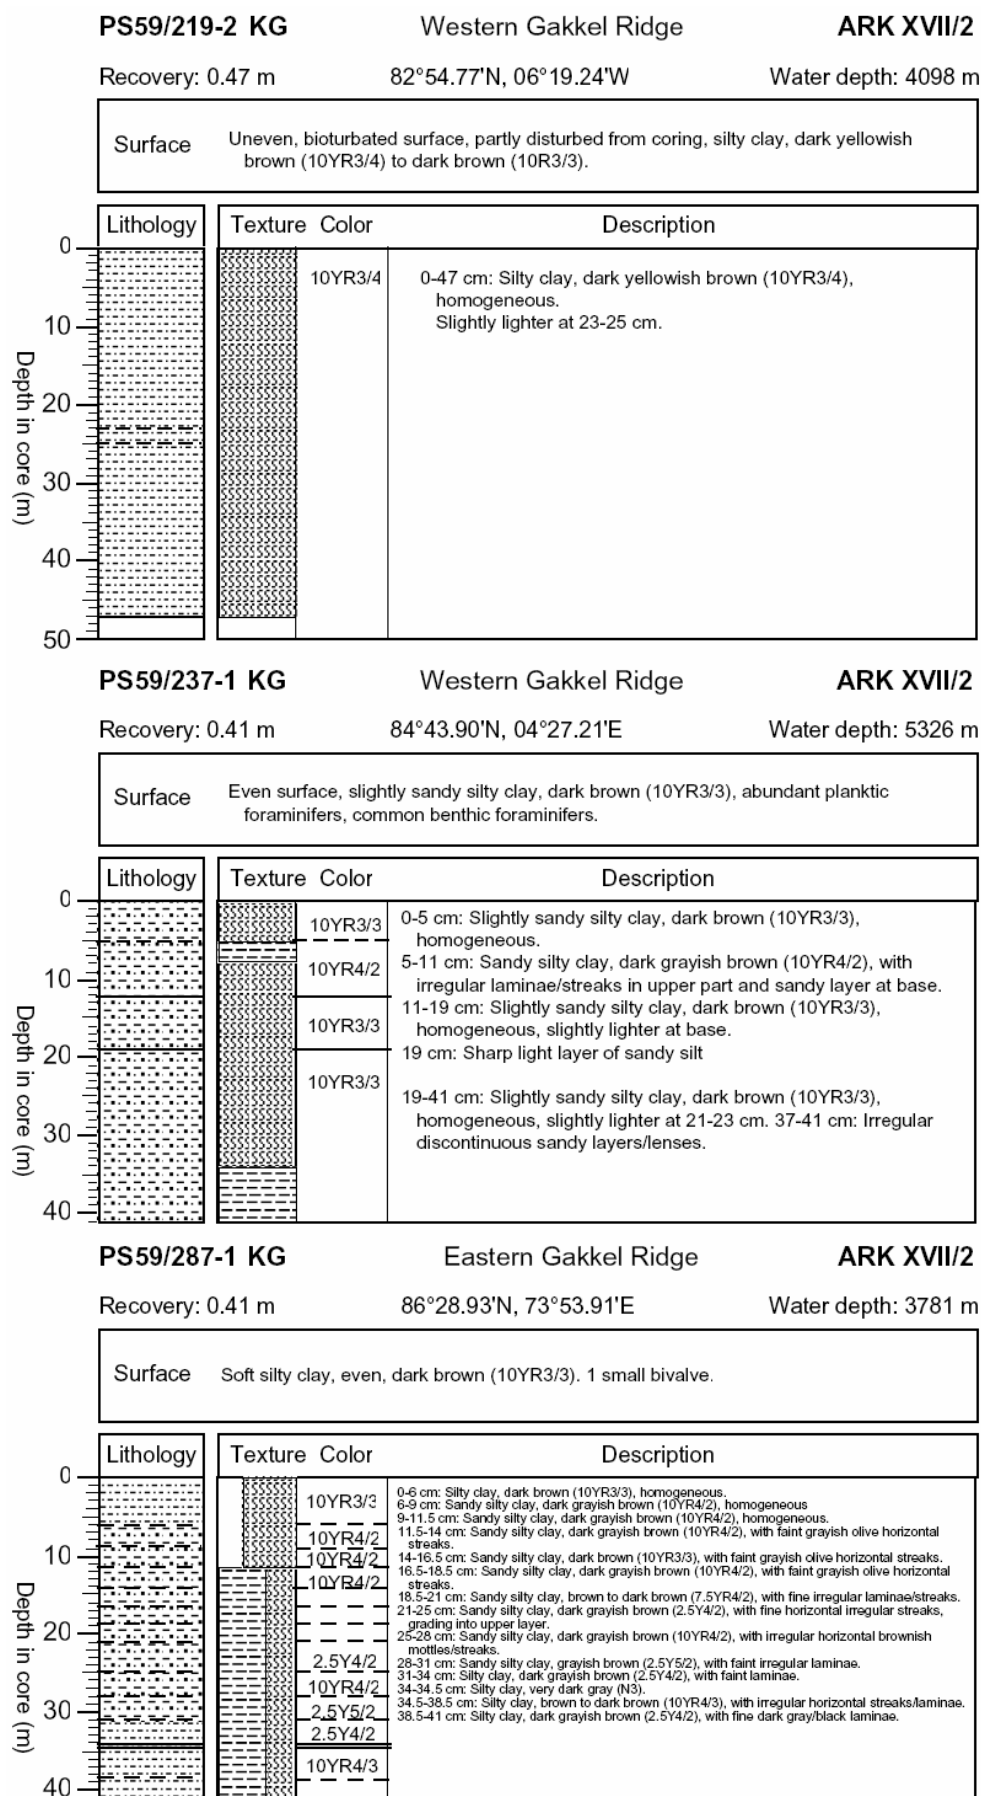 PS59/219-2 KG Western Gakkel Ridge ARK XVII/2
Recovery: 0.47 m 82°54.77'N, 06°19.24'W Water depth: 4098 m
Surface Uneven, bioturbated surface, partly disturbed from coring, silty clay, dark yellowish
brown (10YR3/4) to dark brown (10R3/3).
Lithology Texture Color Description
0
10YR3/4 0-47 cm: Silty clay, dark yellowish brown (10YR3/4),
homogeneous.
10 Slightly lighter at 23-25 cm.
20
30
40
50
Depth in core (m)
PS59/237-1 KG Western Gakkel Ridge ARK XVII/2
Recovery: 0.41 m 84°43.90'N, 04°27.21'E Water depth: 5326 m
Surface Even surface, slightly sandy silty clay, dark brown (10YR3/3), abundant planktic
foraminifers, common benthic foraminifers.
Lithology Texture Color Description
0
10YR3/3 0-5 cm: Slightly sandy silty clay, dark brown (10YR3/3),
homogeneous.
10YR4/2 5-11 cm: Sandy silty clay, dark grayish brown (10YR4/2), with
10 irregular laminae/streaks in upper part and sandy layer at base.
11-19 cm: Slightly sandy silty clay, dark brown (10YR3/3),
10YR3/3 homogeneous, slightly lighter at base.
20 19 cm: Sharp light layer of sandy silt
10YR3/3
19-41 cm: Slightly sandy silty clay, dark brown (10YR3/3),
homogeneous, slightly lighter at 21-23 cm. 37-41 cm: Irregular
30 discontinuous sandy layers/lenses.
40
Depth in core (m)
PS59/287-1 KG Eastern Gakkel Ridge ARK XVII/2
Recovery: 0.41 m 86°28.93'N, 73°53.91'E Water depth: 3781 m
Surface Soft silty clay, even, dark brown (10YR3/3). 1 small bivalve.
Lithology Texture Color Description
0
0-6 cm: Silty clay, dark brown (10YR3/3), homogeneous.
10YR3/3 6-9 cm: Sandy silty clay, dark grayish brown (10YR4/2), homogeneous
9-11.5 cm: Sandy silty clay, dark grayish brown (10YR4/2), homogeneous.
10YR4/2 11.5-14 cm: Sandy silty clay, dark grayish brown (10YR4/2), with faint grayish olive horizontal
streaks.
10 10YR4/2 14-16.5 cm: Sandy silty clay, dark brown (10YR3/3), with faint grayish olive horizontal streaks.
16.5-18.5 cm: Sandy silty clay, dark grayish brown (10YR4/2), with faint grayish olive horizontal
10YR4/2 streaks.
18.5-21 cm: Sandy silty clay, brown to dark brown (7.5YR4/2), with fine irregular laminae/streaks.
21-25 cm: Sandy silty clay, dark grayish brown (2.5Y4/2), with fine horizontal irregular streaks,
grading into upper layer.
20 25-28 cm: Sandy silty clay, dark grayish brown (10YR4/2), with irregular horizontal brownish
mottles/streaks.
2.5Y4/2 28-31 cm: Sandy silty clay, grayish brown (2.5Y5/2), with faint irregular laminae.
31-34 cm: Silty clay, dark grayish brown (2.5Y4/2), with faint laminae.
10YR4/2 34-34.5 cm: Silty clay, very dark gray (N3).
34.5-38.5 cm: Silty clay, brown to dark brown (10YR4/3), with irregular horizontal streaks/laminae.
30 2.5Y5/2 38.5-41 cm: Silty clay, dark grayish brown (2.5Y4/2), with fine dark gray/black laminae.
2.5Y4/2
10YR4/3
40
Depth in core (m)